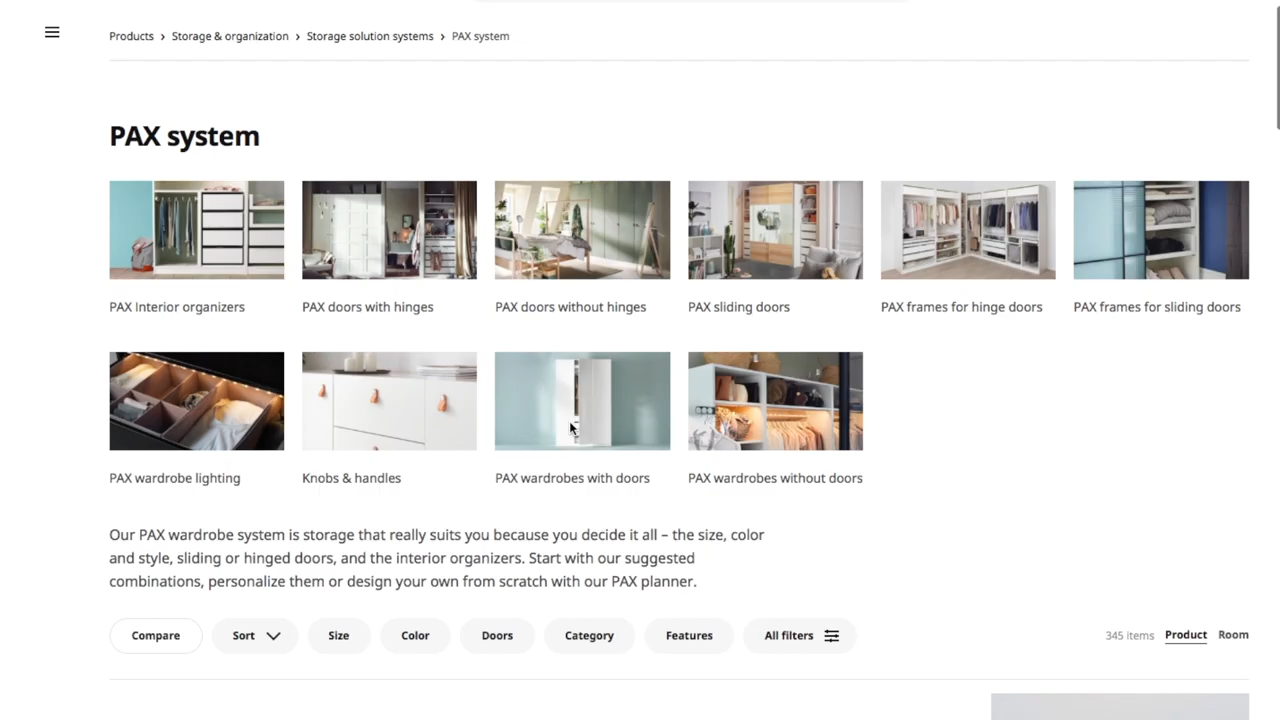 Products › Storage & organization › Storage solution systems › PAX system
PAX system
PAX Interior organizers
PAX doors with hinges
PAX doors without hinges
PAX sliding doors
PAX frames for hinge doors
PAX frames for sliding doors
PAX wardrobe lighting
Knobs & handles
PAX wardrobes with doors
PAX wardrobes without doors
Our PAX wardrobe system is storage that really suits you because you decide it all – the size, color
and style, sliding or hinged doors, and the interior organizers. Start with our suggested
combinations, personalize them or design your own from scratch with our PAX planner.
Compare Sort Size Color Doors Category Features All filters 345 items Product Room